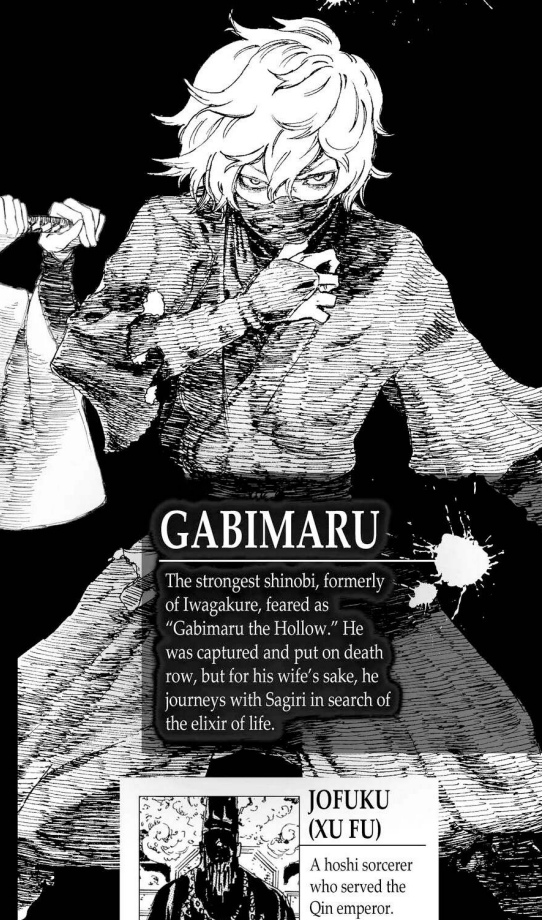 GABIMARU
The strongest shinobi, formerly
of Iwagakure, feared as
“Gabimaru the Hollow.” He
was captured and put on death
row, but for his wife’s sake, he
journeys with Sagiri in search of
the elixir of life.
JOFUKU
(XU FU)
A hoshi sorcerer
who served the
Qin emperor.